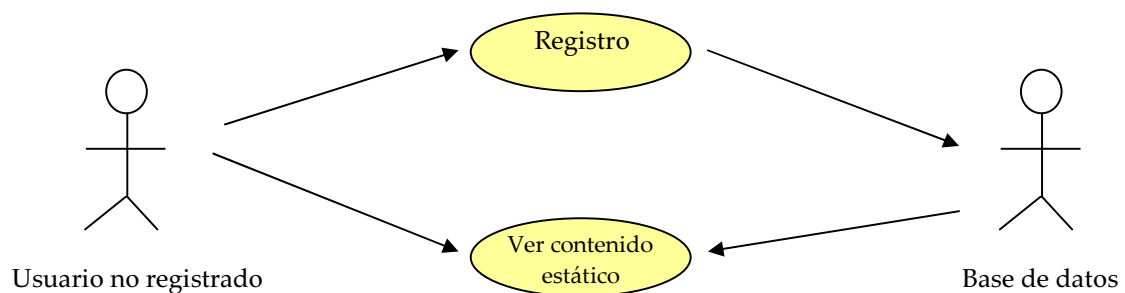 Registro
Ver contenido
estático
Usuario no registrado
Base de datos